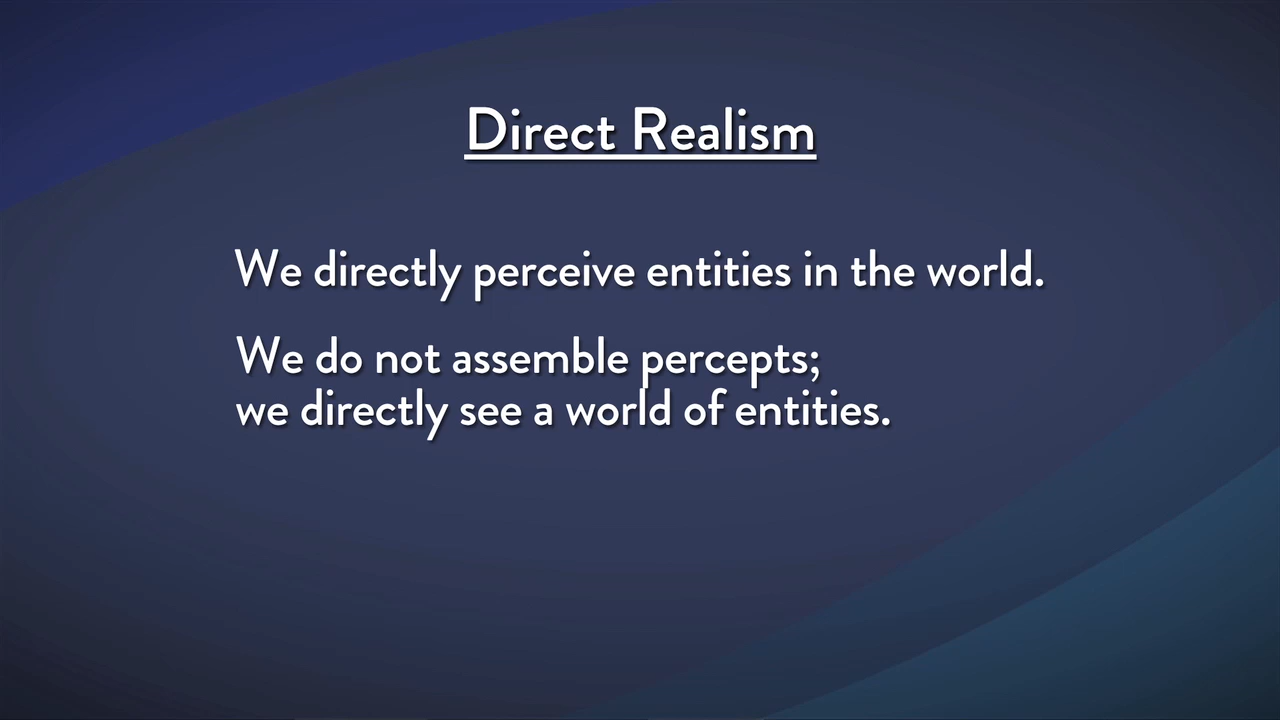 Direct Realism
We directly perceive entities in the world.
We do not assemble percepts;
we directly see a world of entities.